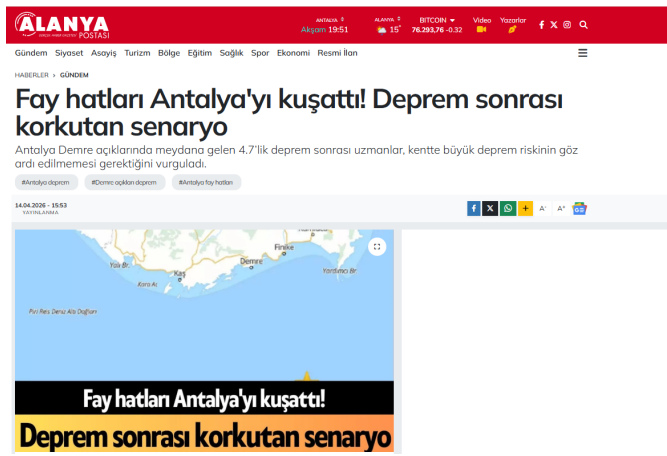 ALANYA
POSTASI
ANTALYA
Akşam 19:51
ALANYA
15°
BITCOIN
76.293,76 -0.32
Video
Yazarlar
Gündem Siyaset Asayiş Turizm Bölge Eğitim Sağlık Spor Ekonomi Resmi İlan
HABERLER › GÜNDEM
Fay hatları Antalya'yı kuşattı! Deprem sonrası
korkutan senaryo
Antalya Demre açıklarında meydana gelen 4.7'lik deprem sonrası uzmanlar, kentte büyük deprem riskinin göz
ardı edilmemesi gerektiğini vurguladı.
#Antalya deprem #Demre açıkları deprem #Antalya fay hatları
14.04.2026 - 15:53
YAYINLANMA
A- A+
Finike
Demre
Yalı Br.
Kaş
Yardımcı Br.
Kara Ad.
Piri Reis Deniz Altı Dağları
Fay hatları Antalya'yı kuşattı!
Deprem sonrası korkutan senaryo